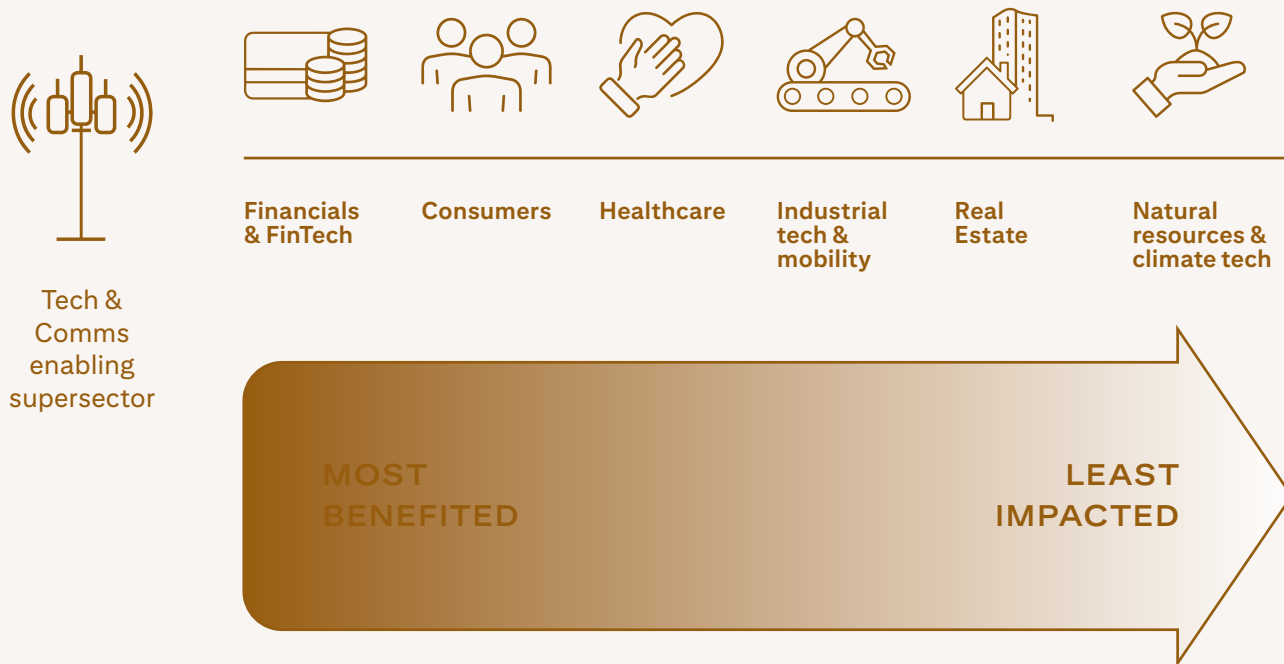 Tech &
Comms
enabling
supersector
Financials
& FinTech
Consumers
Healthcare
Industrial
tech &
mobility
Real
Estate
Natural
resources &
climate tech
MOST
BENEFITED
LEAST
IMPACTED